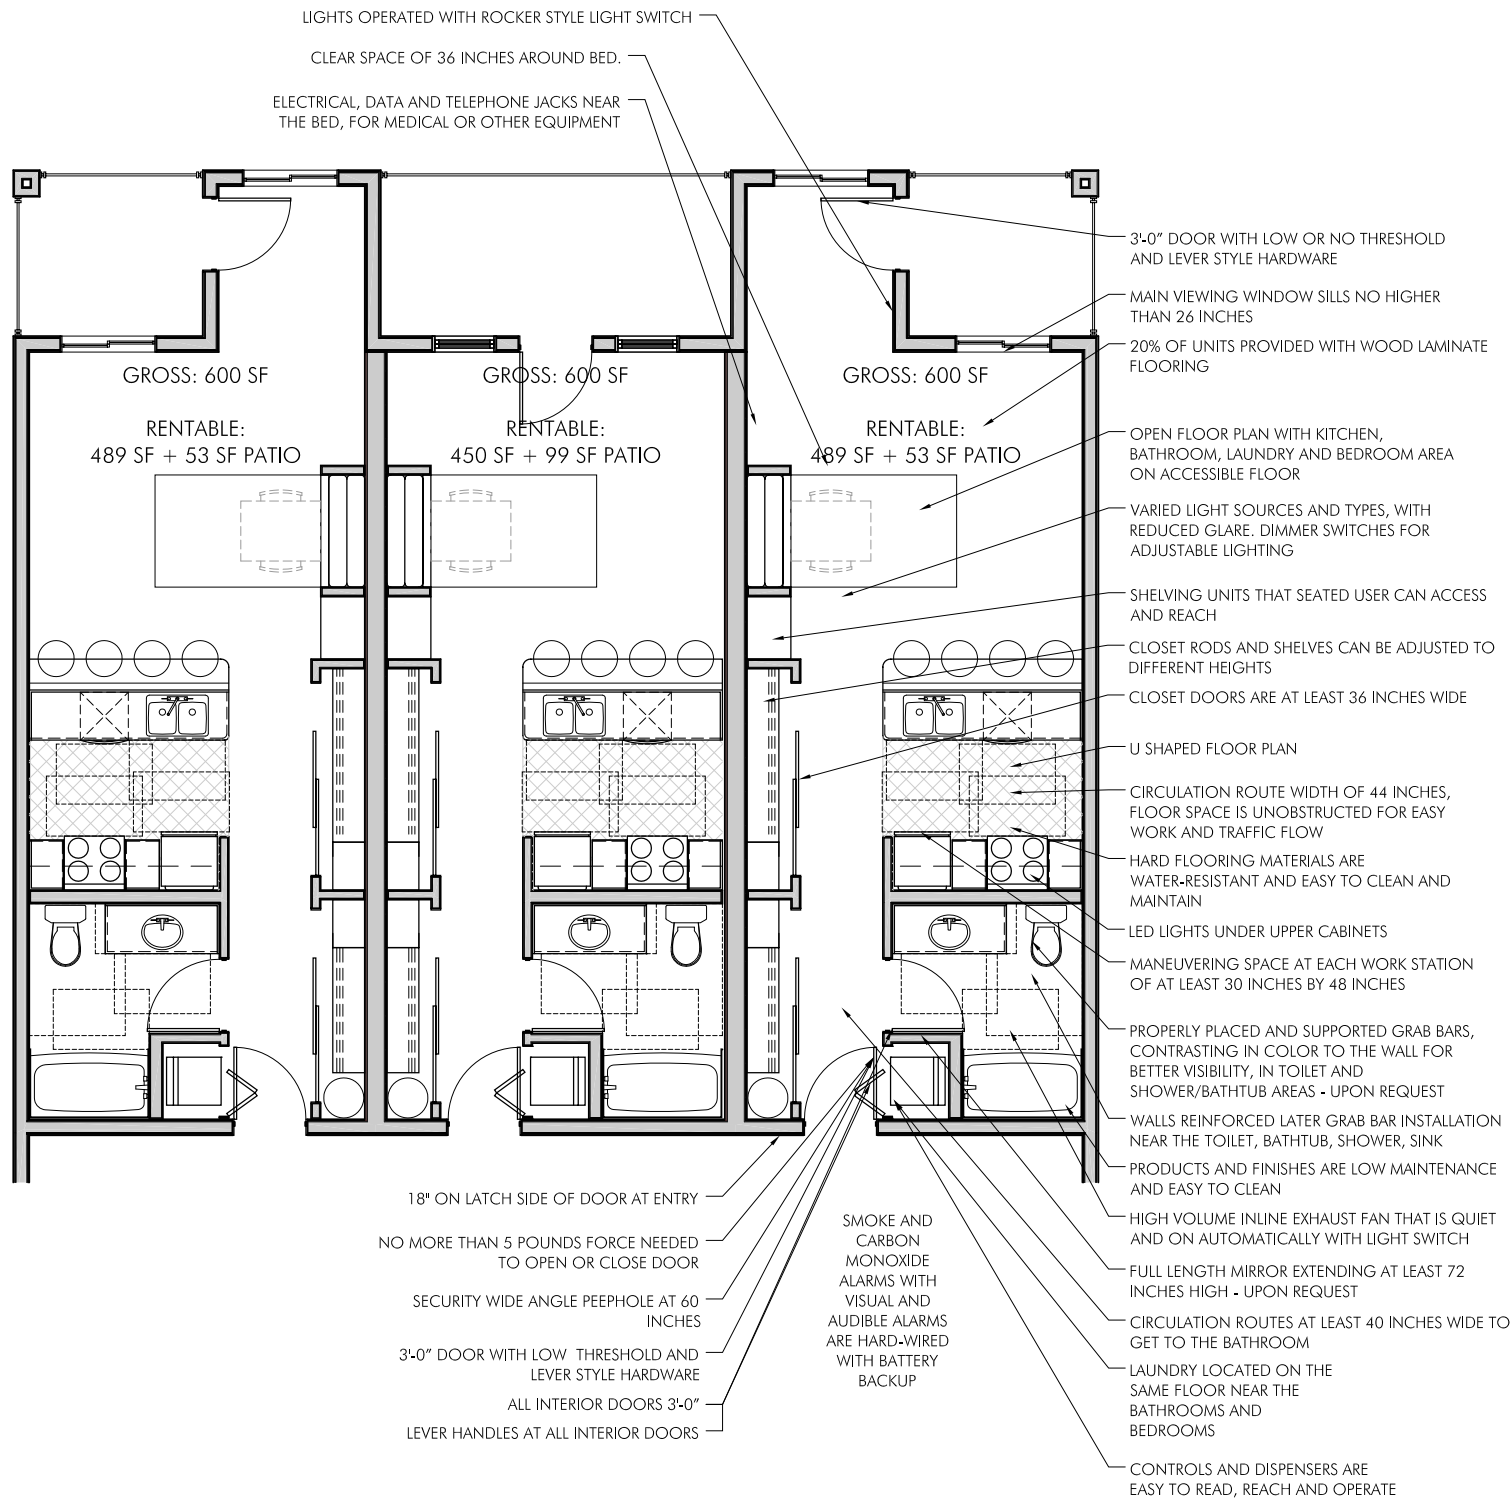 LIGHTS OPERATED WITH ROCKER STYLE LIGHT SWITCH
CLEAR SPACE OF 36 INCHES AROUND BED.
ELECTRICAL, DATA AND TELEPHONE JACKS NEAR
THE BED, FOR MEDICAL OR OTHER EQUIPMENT
GROSS: 600 SF
RENTABLE:
489 SF + 53 SF PATIO
GROSS: 600 SF
RENTABLE:
450 SF + 99 SF PATIO
GROSS: 600 SF
RENTABLE:
489 SF + 53 SF PATIO
3'-0" DOOR WITH LOW OR NO THRESHOLD
AND LEVER STYLE HARDWARE
MAIN VIEWING WINDOW SILLS NO HIGHER
THAN 26 INCHES
20% OF UNITS PROVIDED WITH WOOD LAMINATE
FLOORING
OPEN FLOOR PLAN WITH KITCHEN,
BATHROOM, LAUNDRY AND BEDROOM AREA
ON ACCESSIBLE FLOOR
VARIED LIGHT SOURCES AND TYPES, WITH
REDUCED GLARE. DIMMER SWITCHES FOR
ADJUSTABLE LIGHTING
SHELVING UNITS THAT SEATED USER CAN ACCESS
AND REACH
CLOSET RODS AND SHELVES CAN BE ADJUSTED TO
DIFFERENT HEIGHTS
CLOSET DOORS ARE AT LEAST 36 INCHES WIDE
U SHAPED FLOOR PLAN
CIRCULATION ROUTE WIDTH OF 44 INCHES,
FLOOR SPACE IS UNOBSTRUCTED FOR EASY
WORK AND TRAFFIC FLOW
HARD FLOORING MATERIALS ARE
WATER-RESISTANT AND EASY TO CLEAN AND
MAINTAIN
LED LIGHTS UNDER UPPER CABINETS
MANEUVERING SPACE AT EACH WORK STATION
OF AT LEAST 30 INCHES BY 48 INCHES
PROPERLY PLACED AND SUPPORTED GRAB BARS,
CONTRASTING IN COLOR TO THE WALL FOR
BETTER VISIBILITY, IN TOILET AND
SHOWER/BATHTUB AREAS - UPON REQUEST
WALLS REINFORCED LATER GRAB BAR INSTALLATION
NEAR THE TOILET, BATHTUB, SHOWER, SINK
PRODUCTS AND FINISHES ARE LOW MAINTENANCE
AND EASY TO CLEAN
HIGH VOLUME INLINE EXHAUST FAN THAT IS QUIET
AND ON AUTOMATICALLY WITH LIGHT SWITCH
FULL LENGTH MIRROR EXTENDING AT LEAST 72
INCHES HIGH - UPON REQUEST
CIRCULATION ROUTES AT LEAST 40 INCHES WIDE TO
GET TO THE BATHROOM
LAUNDRY LOCATED ON THE
SAME FLOOR NEAR THE
BATHROOMS AND
BEDROOMS
CONTROLS AND DISPENSERS ARE
EASY TO READ, REACH AND OPERATE
18" ON LATCH SIDE OF DOOR AT ENTRY
NO MORE THAN 5 POUNDS FORCE NEEDED
TO OPEN OR CLOSE DOOR
SECURITY WIDE ANGLE PEEPHOLE AT 60
INCHES
3'-0" DOOR WITH LOW THRESHOLD AND
LEVER STYLE HARDWARE
ALL INTERIOR DOORS 3'-0"
LEVER HANDLES AT ALL INTERIOR DOORS
SMOKE AND
CARBON
MONOXIDE
ALARMS WITH
VISUAL AND
AUDIBLE ALARMS
ARE HARD-WIRED
WITH BATTERY
BACKUP